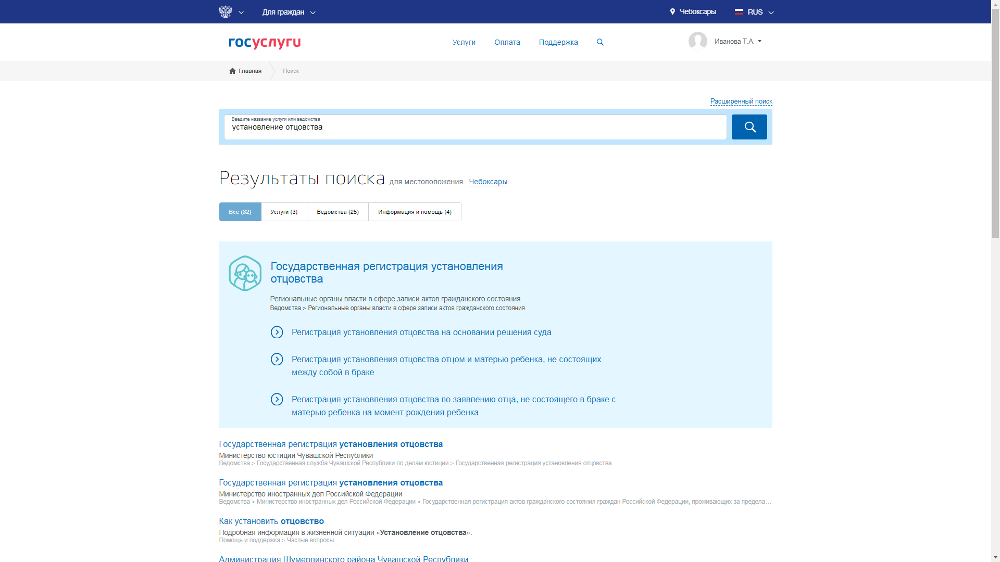 Для граждан
Чебоксары
RUS
госуслуги
Услуги
Оплата
Поддержка
Иванова Т.А.
Главная
Поиск
Расширенный поиск
Введите название услуги или ведомства
установление отцовства
Результаты поиска для местоположения Чебоксары
Все (32)
Услуги (3)
Ведомства (25)
Информация и помощь (4)
Государственная регистрация установления
отцовства
Региональные органы власти в сфере записи актов гражданского состояния
Ведомства > Региональные органы власти в сфере записи актов гражданского состояния
Регистрация установления отцовства на основании решения суда
Регистрация установления отцовства отцом и матерью ребенка, не состоящих
между собой в браке
Регистрация установления отцовства по заявлению отца, не состоящего в браке с
матерью ребенка на момент рождения ребенка
Государственная регистрация установления отцовства
Министерство юстиции Чувашской Республики
Ведомства > Государственная служба Чувашской Республики по делам юстиции > Государственная регистрация установления отцовства
Государственная регистрация установления отцовства
Министерство иностранных дел Российской Федерации
Ведомства > Министерство иностранных дел Российской Федерации > Государственная регистрация актов гражданского состояния граждан Российской Федерации, проживающих за предела...
Как установить отцовство
Подробная информация в жизненной ситуации «Установление отцовства».
Помощь и поддержка > Частые вопросы
Администрация Шумерлинского района Чувашской Республики